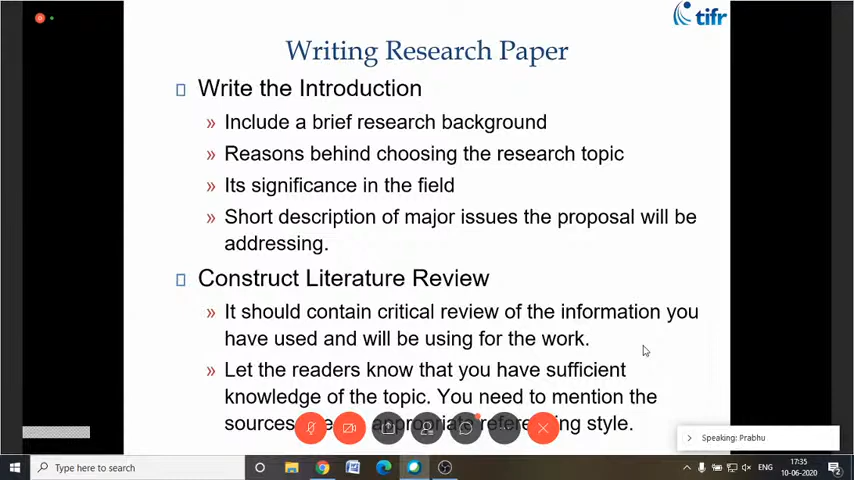 tifr
Writing Research Paper
Write the Introduction
» Include a brief research background
» Reasons behind choosing the research topic
» Its significance in the field
» Short description of major issues the proposal will be
addressing.
Construct Literature Review
» It should contain critical review of the information you
have used and will be using for the work.
» Let the readers know that you have sufficient
knowledge of the topic. You need to mention the
sources appropriate referencing style.
Speaking: Prabhu
Type here to search
ENG
17:35
10-06-2020
2